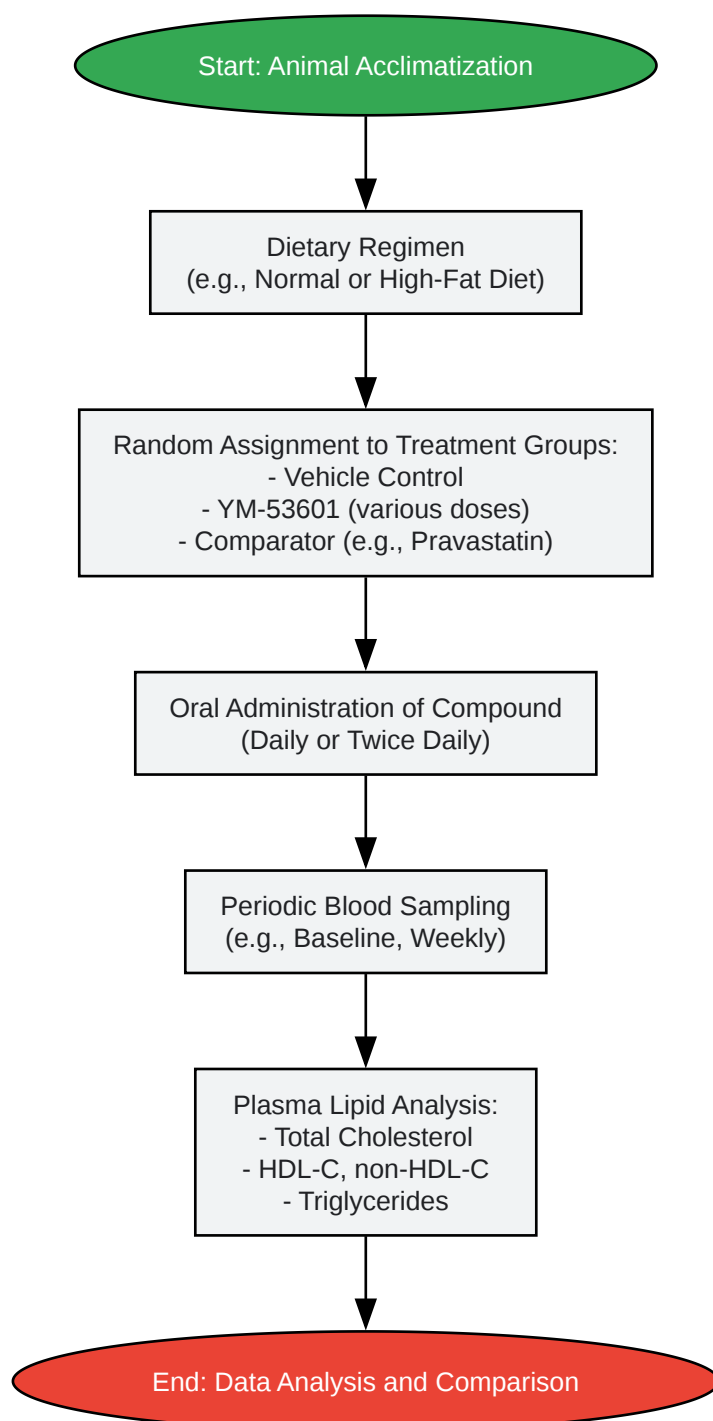 Start: Animal Acclimatization
Dietary Regimen
(e.g., Normal or High-Fat Diet)
Random Assignment to Treatment Groups:
- Vehicle Control
- YM-53601 (various doses)
- Comparator (e.g., Pravastatin)
Oral Administration of Compound
(Daily or Twice Daily)
Periodic Blood Sampling
(e.g., Baseline, Weekly)
Plasma Lipid Analysis:
- Total Cholesterol
- HDL-C, non-HDL-C
- Triglycerides
End: Data Analysis and Comparison